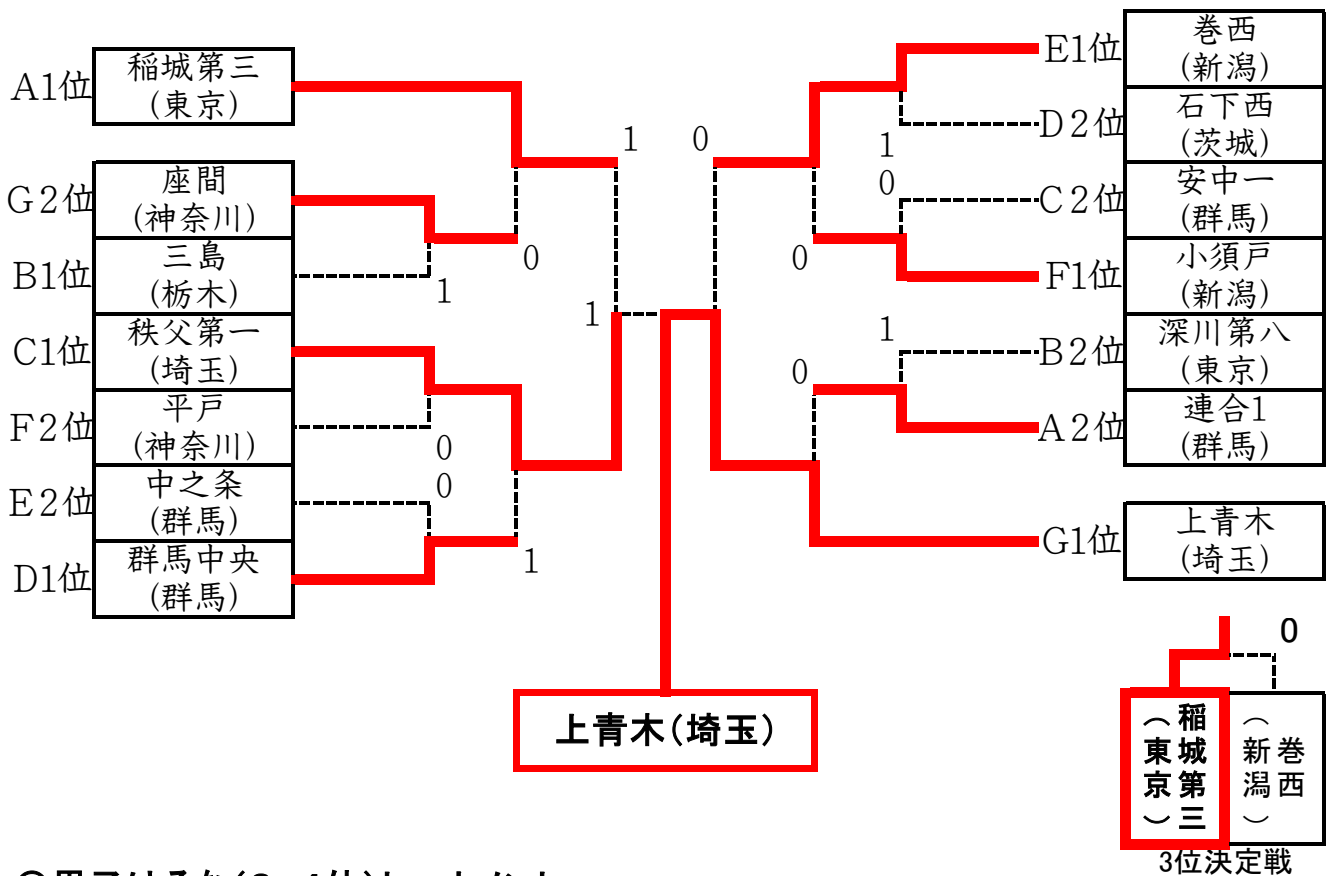 A1位
稲城第三
(東京)
G2位
座間
(神奈川)
B1位
三島
(栃木)
C1位
秩父第一
(埼玉)
F2位
平戸
(神奈川)
E2位
中之条
(群馬)
D1位
群馬中央
(群馬)
1
0
1
0
0
1
1
0
1
0
0
1
0
E1位
巻西
(新潟)
D2位
石下西
(茨城)
C2位
安中一
(群馬)
F1位
小須戸
(新潟)
B2位
深川第八
(東京)
A2位
連合1
(群馬)
G1位
上青木
(埼玉)
上青木(埼玉)
0
稲城第三
(東京)
巻西
(新潟)
3位決定戦